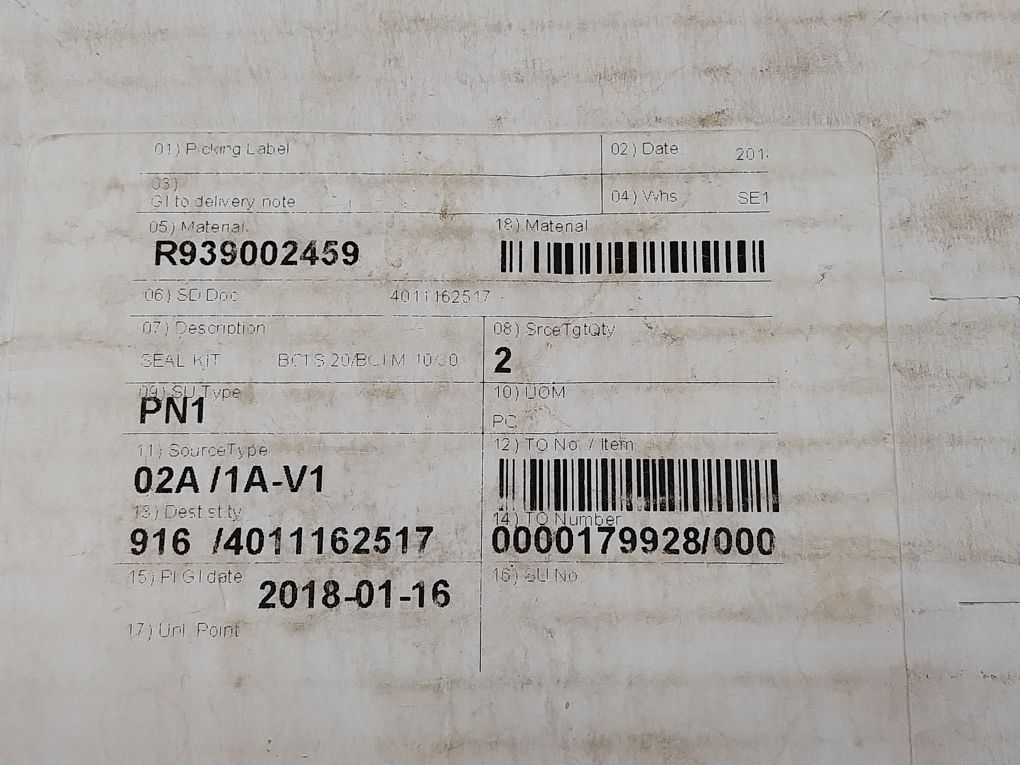 01) Picking Label
02) Date
201
03)
GI to delivery note
04) Whs SE1
05) Material
R939002459
18) Material
06) SD Doc 4011162517
07) Description
SEAL KIT
08) SrceTgtQty
2
09) SU Type
PN1
10) UOM
PC
11) SourceType
02A /1A-V1
12) TO No. / Item
13) Dest st ty
916 /4011162517
14) TO Number
0000179928/000
15) Pl GI date
2018-01-16
16) SU No
17) Unl. Point